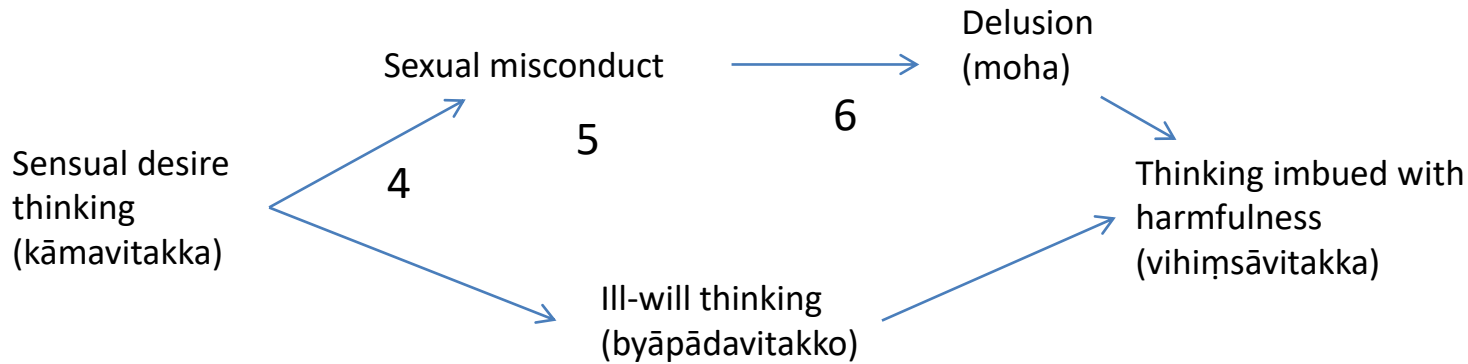 Delusion
(moha)
Sexual misconduct
6
5
Sensual desire
thinking
(kāmavitakka)
4
Thinking imbued with
harmfulness
(vihiṃsāvitakka)
Ill-will thinking
(byāpādavitakko)